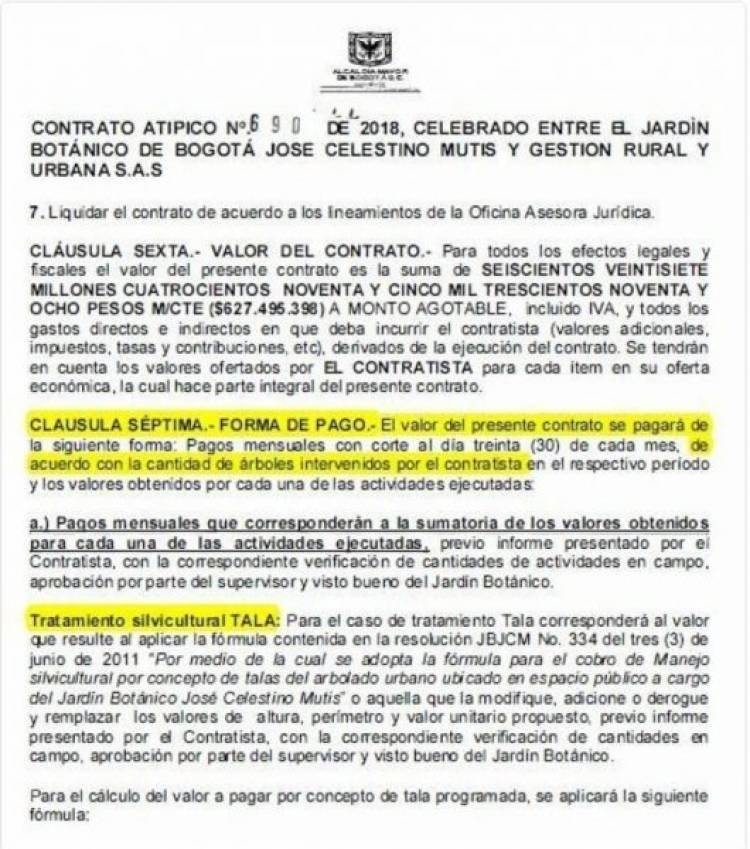 ALCALDIA MAYOR
DE BOGOTÁ D.C.
CONTRATO ATIPICO Nº.690 DE 2018, CELEBRADO ENTRE EL JARDÌN
BOTÁNICO DE BOGOTÁ JOSE CELESTINO MUTIS Y GESTION RURAL Y
URBANA S.A.S
7. Liquidar el contrato de acuerdo a los lineamientos de la Oficina Asesora Jurídica.
CLÁUSULA SEXTA.- VALOR DEL CONTRATO.- Para todos los efectos legales y
fiscales el valor del presente contrato es la suma de SEISCIENTOS VEINTISIETE
MILLONES CUATROCIENTOS NOVENTA Y CINCO MIL TRESCIENTOS NOVENTA Y
OCHO PESOS M/CTE ($627.495.398) A MONTO AGOTABLE, incluido IVA, y todos los
gastos directos e indirectos en que deba incurrir el contratista (valores adicionales,
impuestos, tasas y contribuciones, etc), derivados de la ejecución del contrato. Se tendrán
en cuenta los valores ofertados por EL CONTRATISTA para cada item en su oferta
económica, la cual hace parte integral del presente contrato.
CLAUSULA SÉPTIMA.- FORMA DE PAGO.- El valor del presente contrato se pagará de
la siguiente forma: Pagos mensuales con corte al día treinta (30) de cada mes, de
acuerdo con la cantidad de árboles intervenidos por el contratista en el respectivo periodo
y los valores obtenidos por cada una de las actividades ejecutadas:
a.) Pagos mensuales que corresponderán a la sumatoria de los valores obtenidos
para cada una de las actividades ejecutadas, previo informe presentado por el
Contratista, con la correspondiente verificación de cantidades de actividades en campo,
aprobación por parte del supervisor y visto bueno del Jardín Botánico.
Tratamiento silvicultural TALA: Para el caso de tratamiento Tala corresponderá al valor
que resulte al aplicar la fórmula contenida en la resolución JBJCM No. 334 del tres (3) de
junio de 2011 "Por medio de la cual se adopta la fórmula para el cobro de Manejo
silvicultural por concepto de talas del arbolado urbano ubicado en espacio público a cargo
del Jardín Botánico José Celestino Mutis" o aquella que la modifique, adicione o derogue
y remplazar los valores de altura, perímetro y valor unitario propuesto, previo informe
presentado por el Contratista, con la correspondiente verificación de cantidades en
campo, aprobación por parte del supervisor y visto bueno del Jardín Botánico.
Para el cálculo del valor a pagar por concepto de tala programada, se aplicará la siguiente
fórmula: